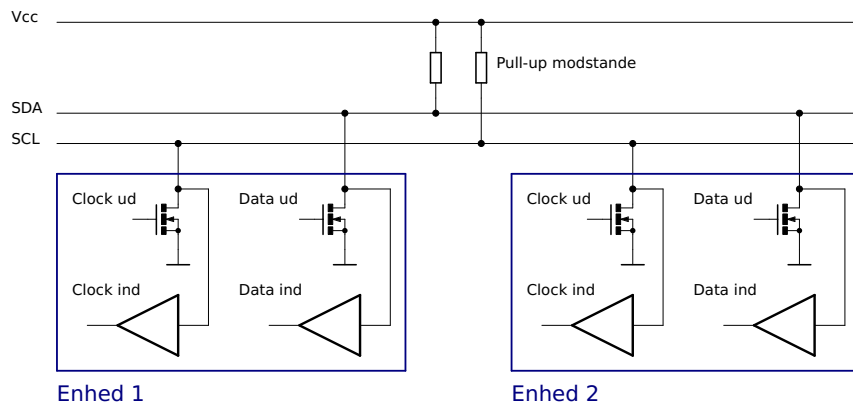 Vcc
Pull-up modstande
SDA
SCL
Clock ud
Data ud
Clock ud
Data ud
Clock ind
Data ind
Clock ind
Data ind
Enhed 1
Enhed 2